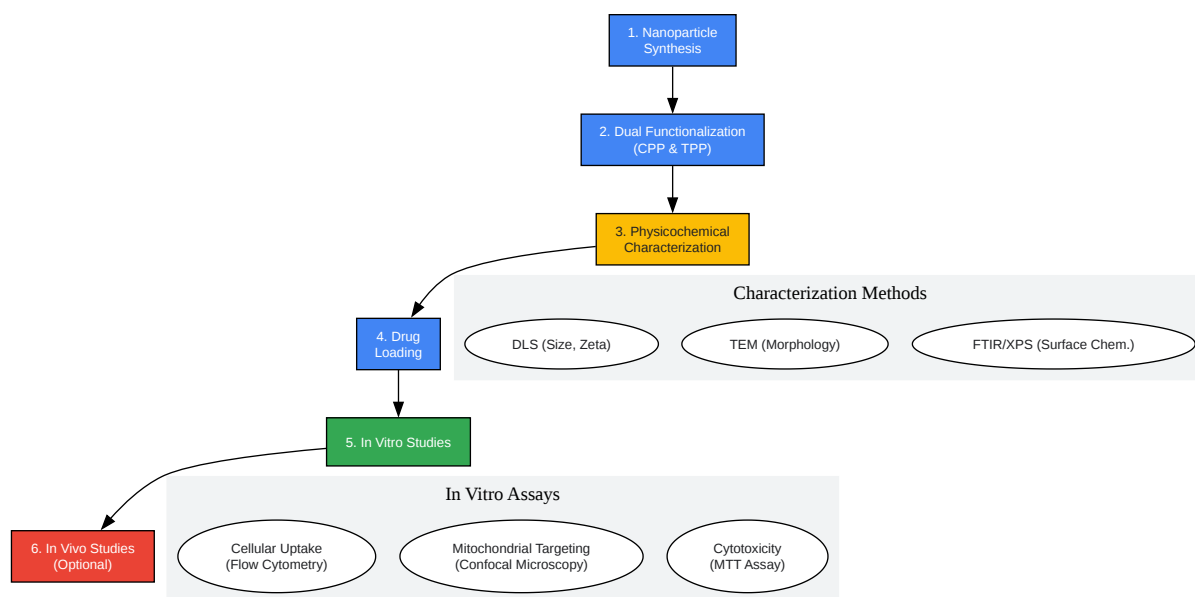 1. Nanoparticle
Synthesis
2. Dual Functionalization
(CPP & TPP)
3. Physicochemical
Characterization
Characterization Methods
4. Drug
Loading
DLS (Size, Zeta)
TEM (Morphology)
FTIR/XPS (Surface Chem.)
5. In Vitro Studies
In Vitro Assays
6. In Vivo Studies
(Optional)
Cellular Uptake
(Flow Cytometry)
Mitochondrial Targeting
(Confocal Microscopy)
Cytotoxicity
(MTT Assay)